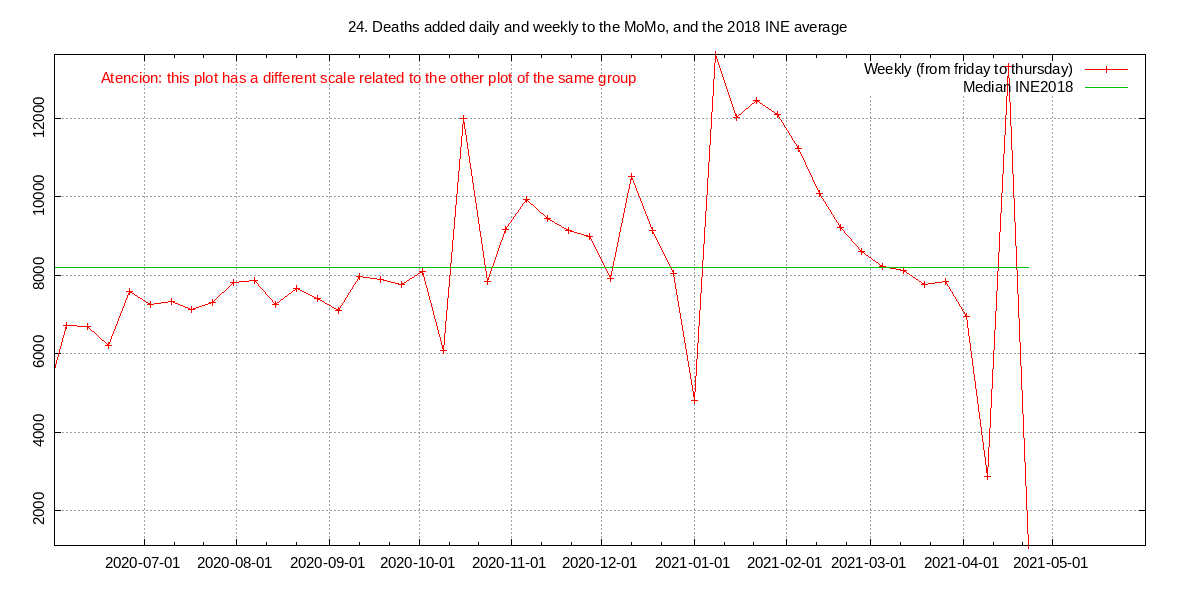 24. Deaths added daily and weekly to the MoMo, and the 2018 INE average
Atencion: this plot has a different scale related to the other plot of the same group
Weekly (from friday to thursday)
Median INE2018
12000
10000
8000
6000
4000
2000
2020-07-01 2020-08-01 2020-09-01 2020-10-01 2020-11-01 2020-12-01 2021-01-01 2021-02-01 2021-03-01 2021-04-01 2021-05-01